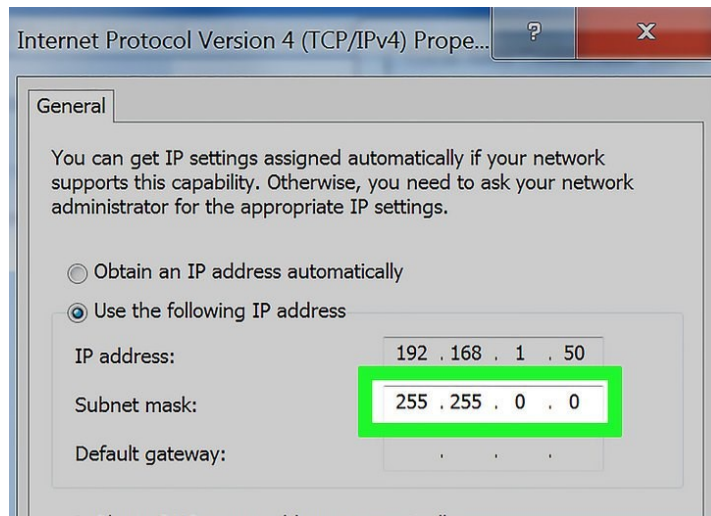 Internet Protocol Version 4 (TCP/IPv4) Prope...
General
You can get IP settings assigned automatically if your network
supports this capability. Otherwise, you need to ask your network
administrator for the appropriate IP settings.
Obtain an IP address automatically
Use the following IP address
IP address: 192 . 168 . 1 . 50
Subnet mask: 255 . 255 . 0 . 0
Default gateway: . . .